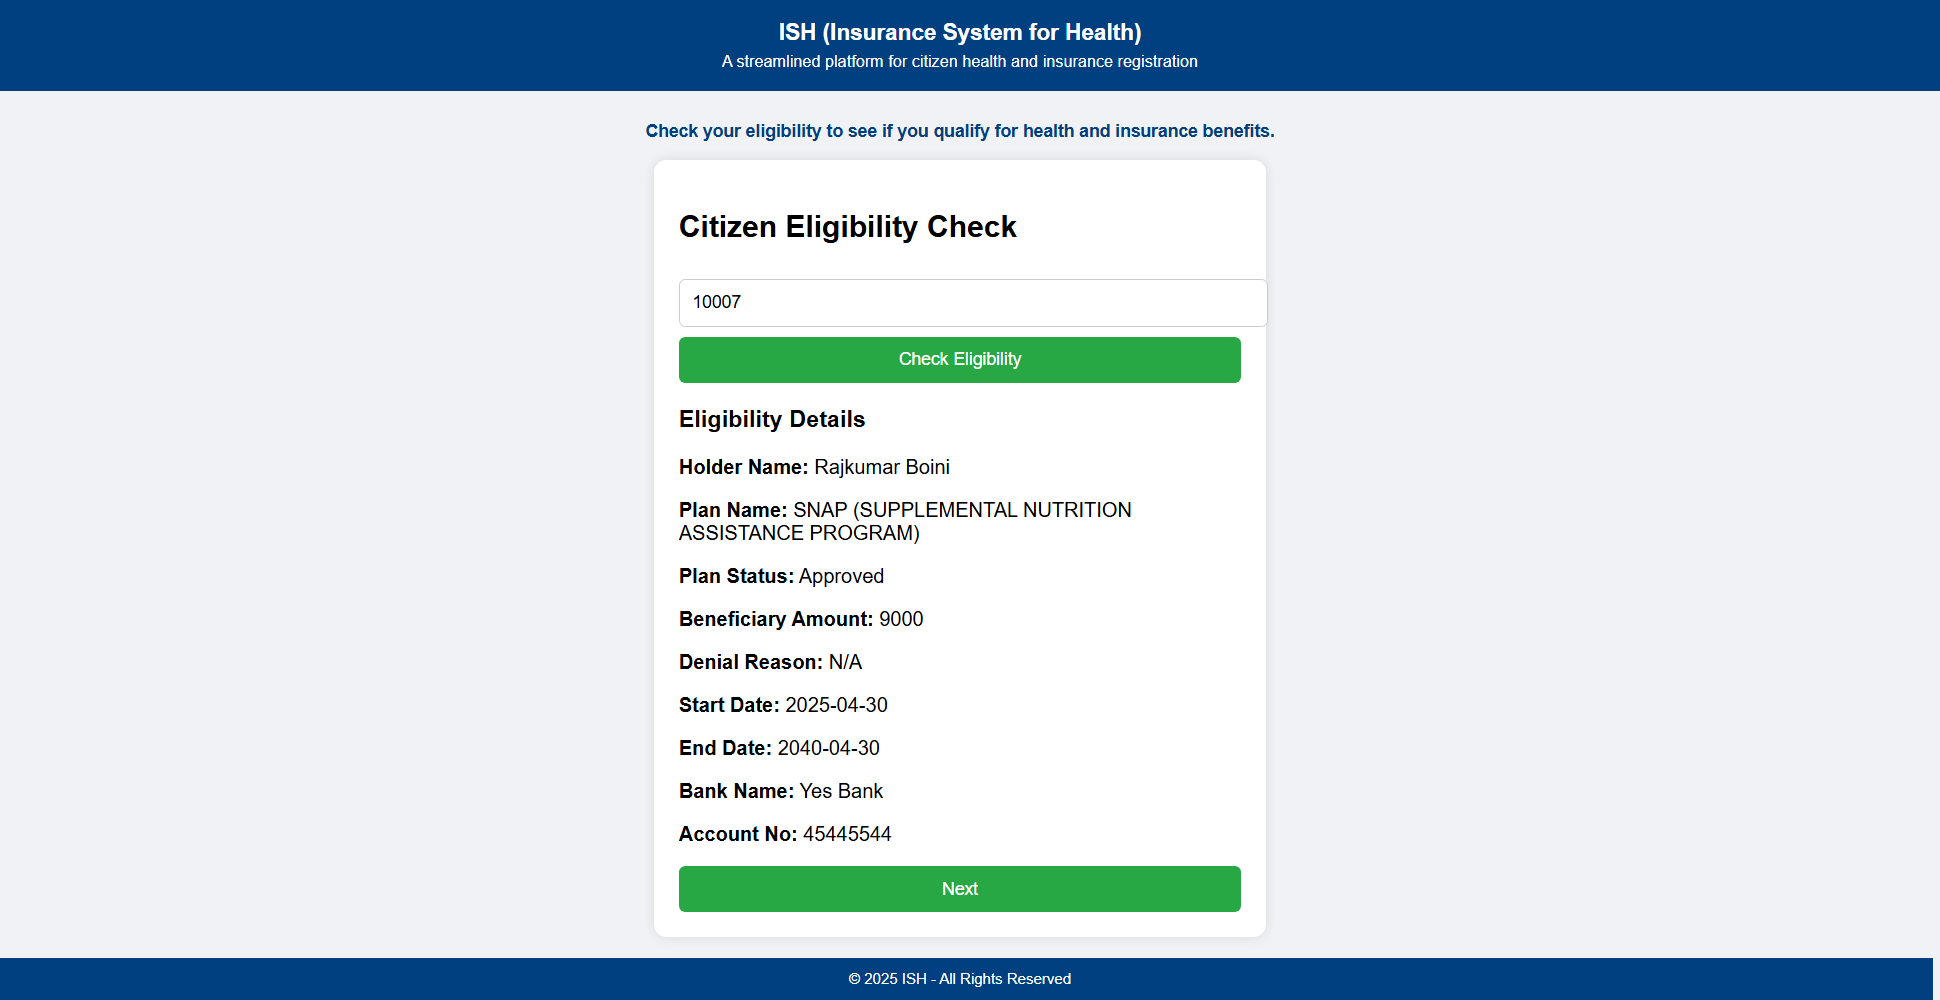 ISH (Insurance System for Health)
A streamlined platform for citizen health and insurance registration
Check your eligibility to see if you qualify for health and insurance benefits.
Citizen Eligibility Check
10007
Check Eligibility
Eligibility Details
Holder Name: Rajkumar Boini
Plan Name: SNAP (SUPPLEMENTAL NUTRITION
ASSISTANCE PROGRAM)
Plan Status: Approved
Beneficiary Amount: 9000
Denial Reason: N/A
Start Date: 2025-04-30
End Date: 2040-04-30
Bank Name: Yes Bank
Account No: 45445544
Next
© 2025 ISH - All Rights Reserved